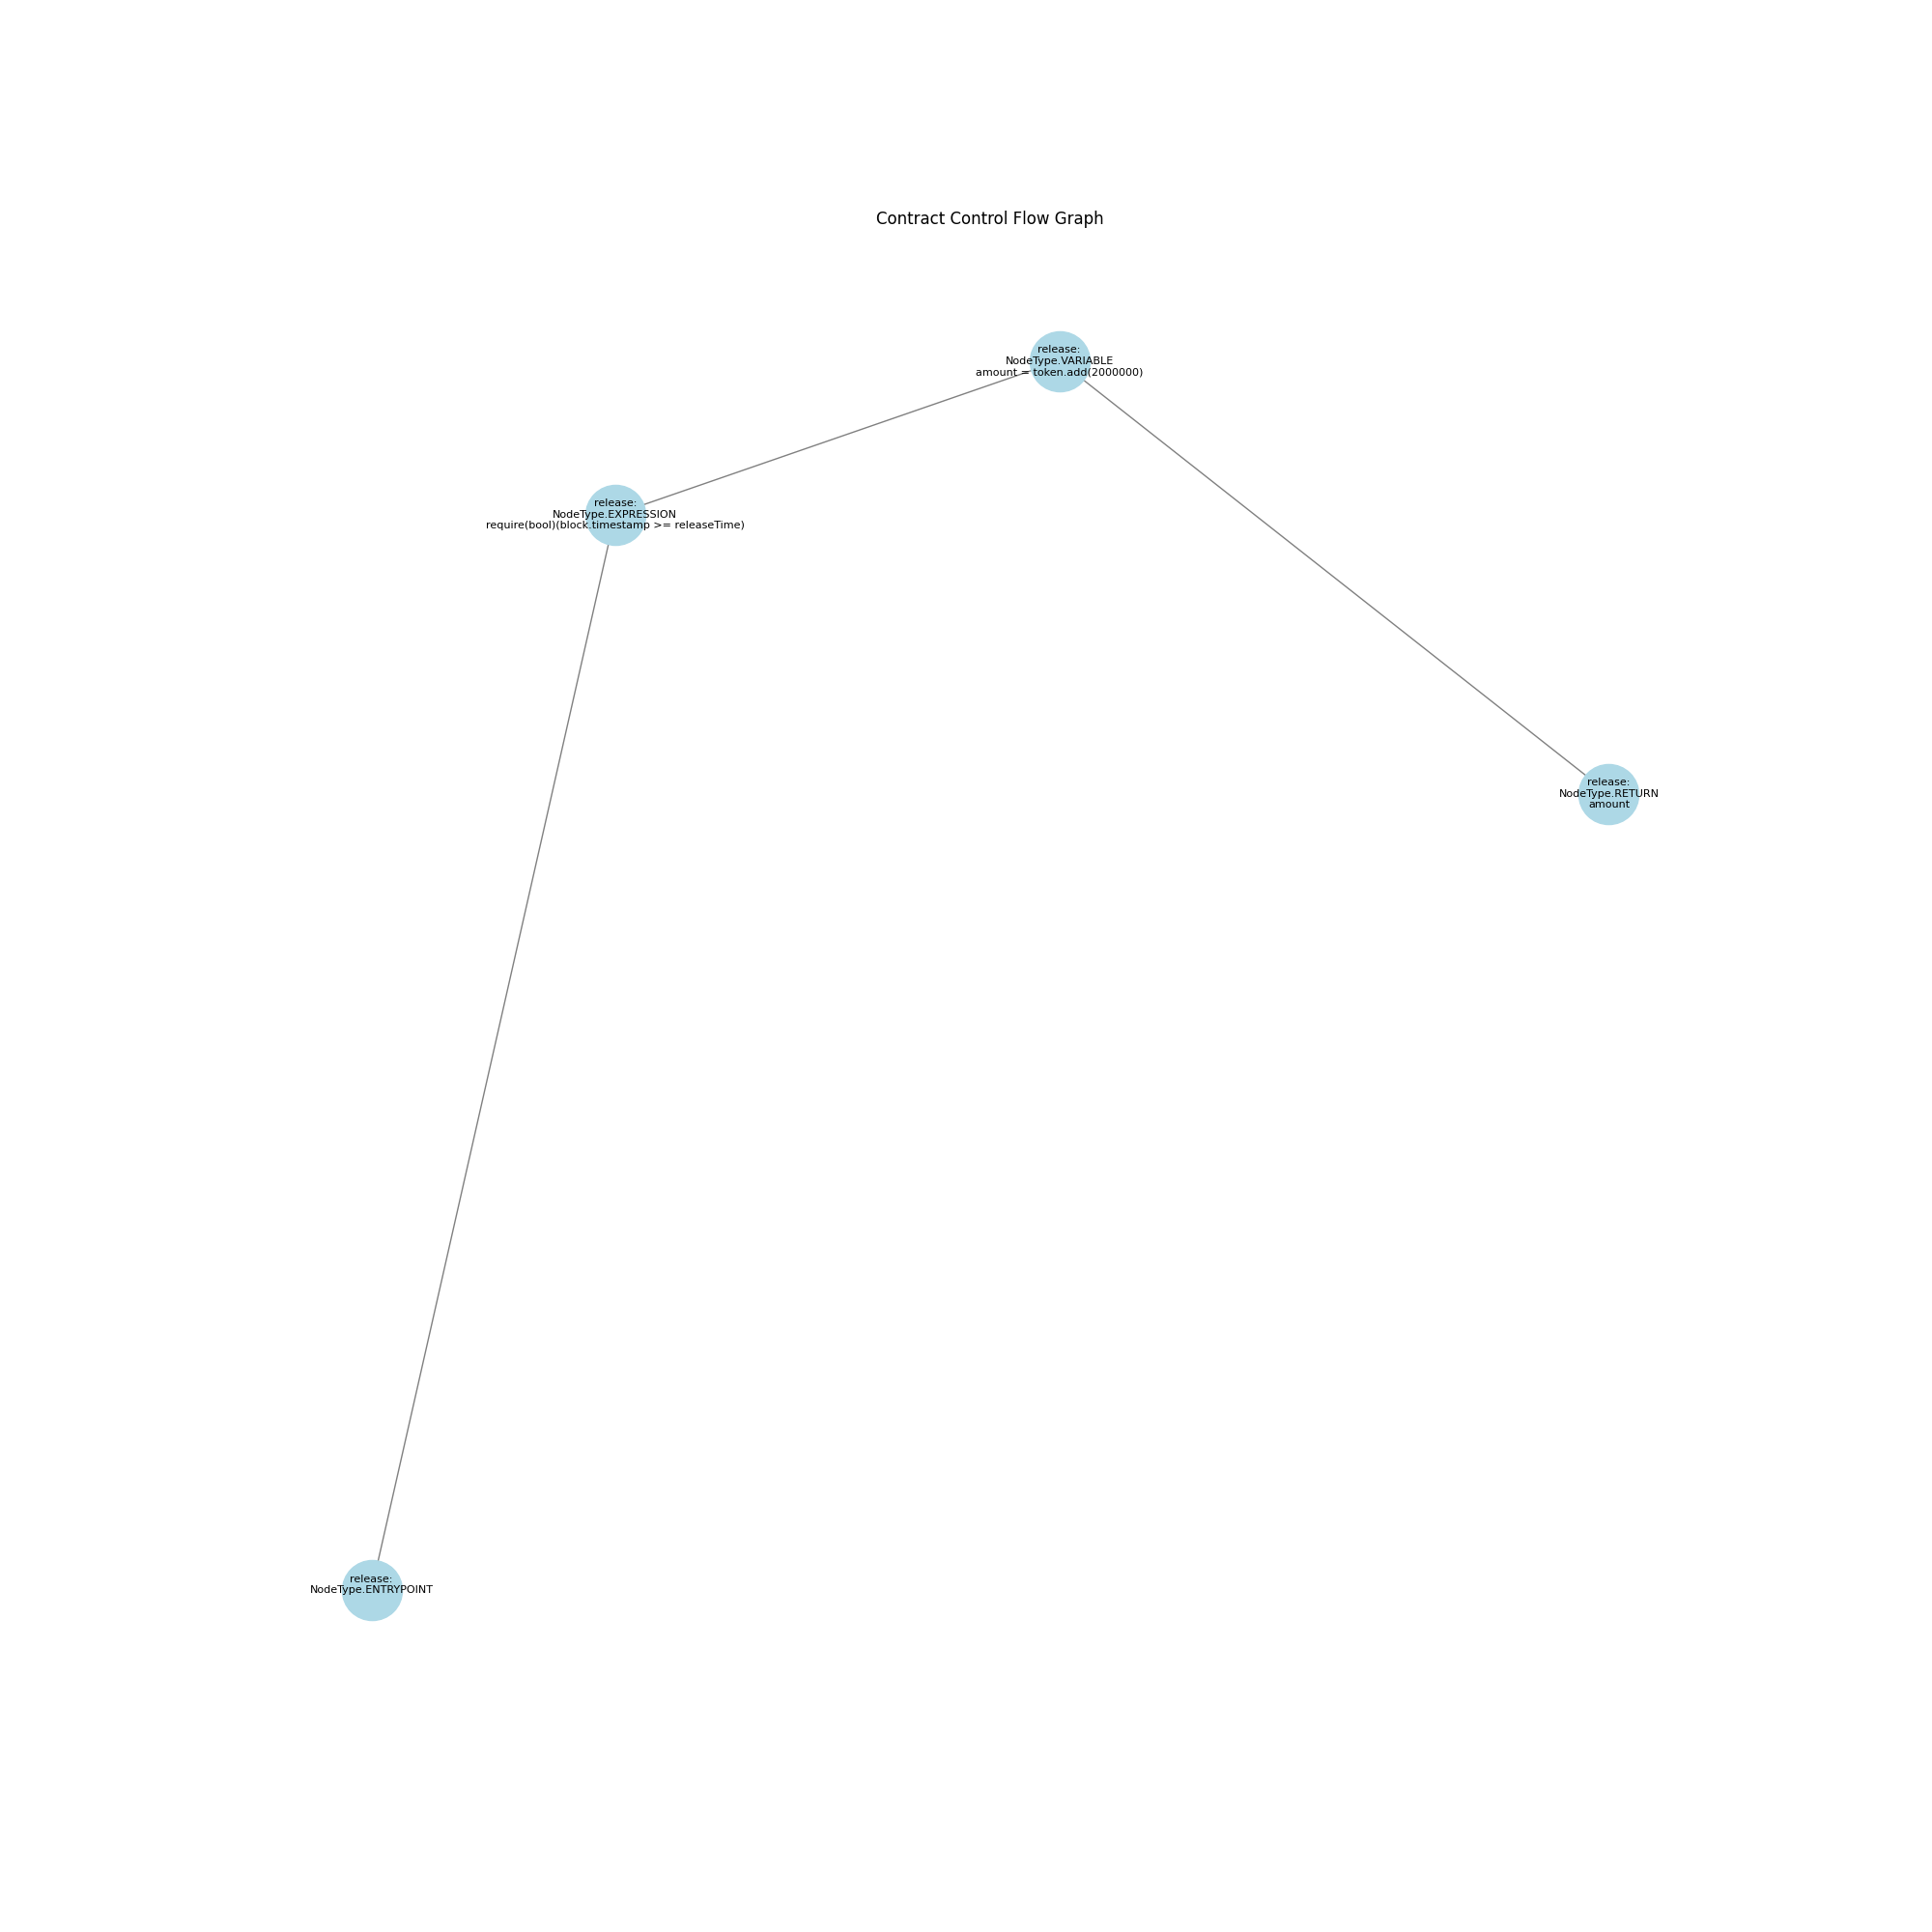 Contract Control Flow Graph
release:
NodeType.VARIABLE
amount = token.add(2000000)
release:
NodeType.EXPRESSION
require(bool)(block.timestamp >= releaseTime)
release:
NodeType.RETURN
amount
release:
NodeType.ENTRYPOINT